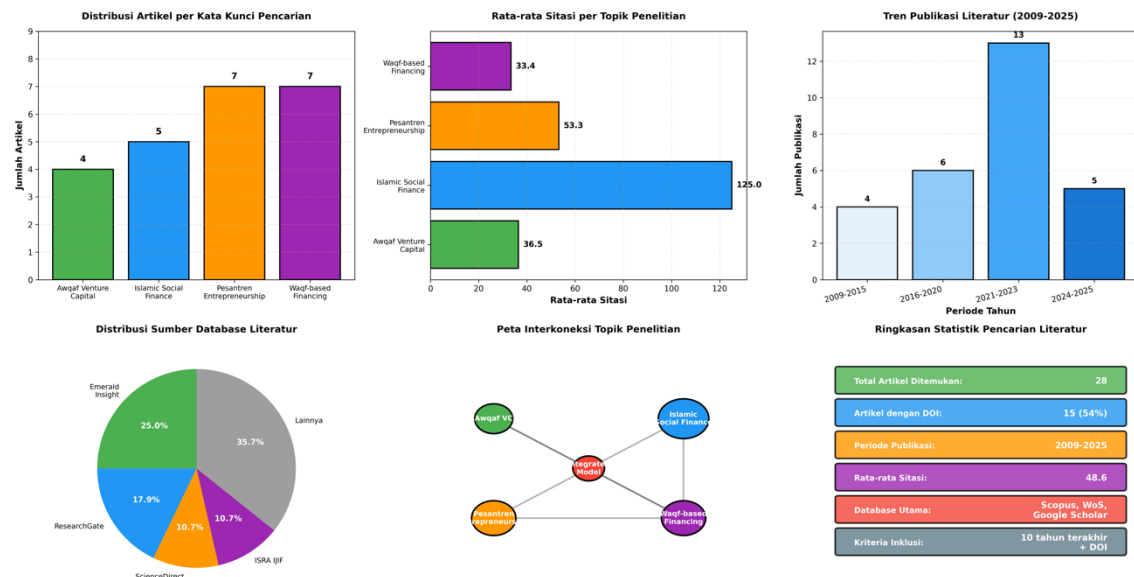 Distribusi Artikel per Kata Kunci Pencarian
Jumlah Artikel
9
8
7
6
5
4
3
2
1
0
4
5
7
7
Awqaf Venture
Capital
Islamic Social
Finance
Pesantren
Entrepreneurship
Waqf-based
Financing
Rata-rata Sitasi per Topik Penelitian
Waqf-based
Financing
33.4
Pesantren
Entrepreneurship
53.3
Islamic Social
Finance
125.0
Awqaf Venture
Capital
36.5
0
20
40
60
80
100
120
Rata-rata Sitasi
Tren Publikasi Literatur (2009-2025)
Jumlah Publikasi
12
10
8
6
4
2
0
4
6
13
5
2009-2015
2016-2020
2021-2023
2024-2025
Periode Tahun
Distribusi Sumber Database Literatur
Emerald
Insight
25.0%
Lainnya
35.7%
ResearchGate
17.9%
ScienceDirect
10.7%
ISRA IJIF
10.7%
Peta Interkoneksi Topik Penelitian
Awqaf VC
Islamic
Social Finance
ntegrate
Model
Pesantren
trepreneurs
Waqf-based
Financing
Ringkasan Statistik Pencarian Literatur
Total Artikel Ditemukan:
28
Artikel dengan DOI:
15 (54%)
Periode Publikasi:
2009-2025
Rata-rata Sitasi:
48.6
Database Utama:
Scopus, WoS,
Google Scholar
Kriteria Inklusi:
10 tahun terakhir
+ DOI